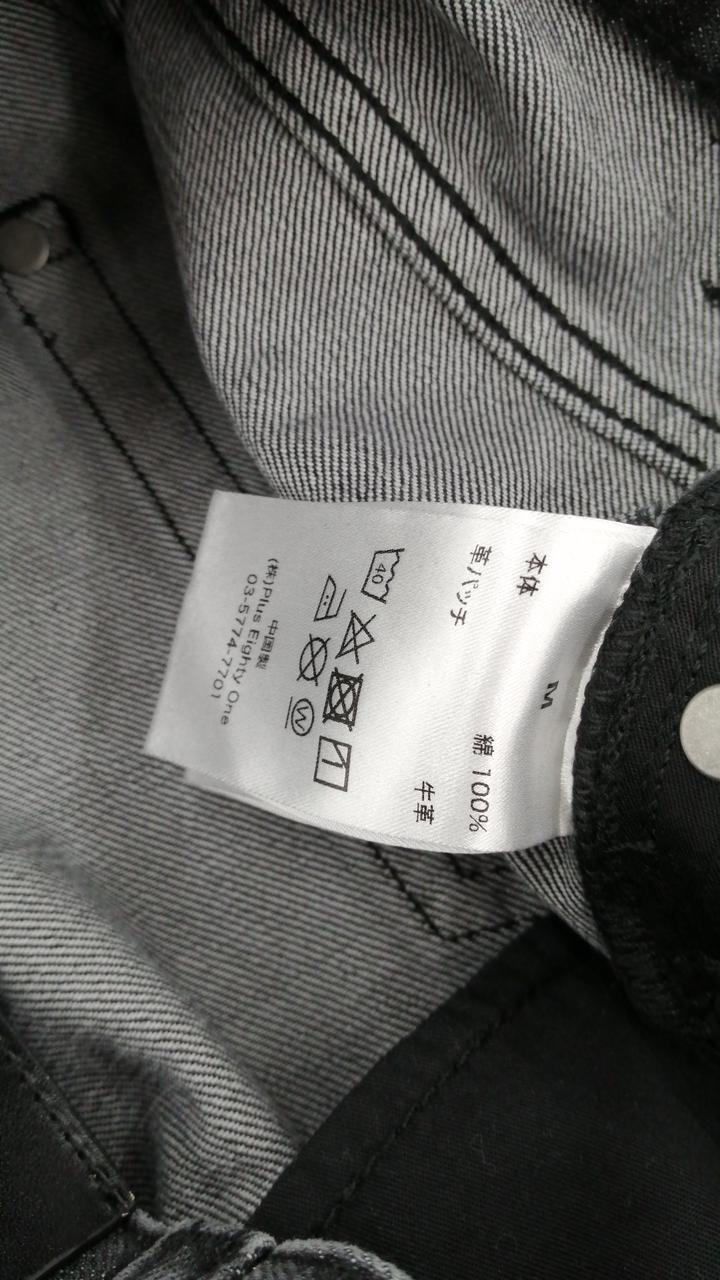 M
本体 綿 100%
革パッチ 牛革
40
W
中国製
(株)Plus Eighty One
03-5774-7701